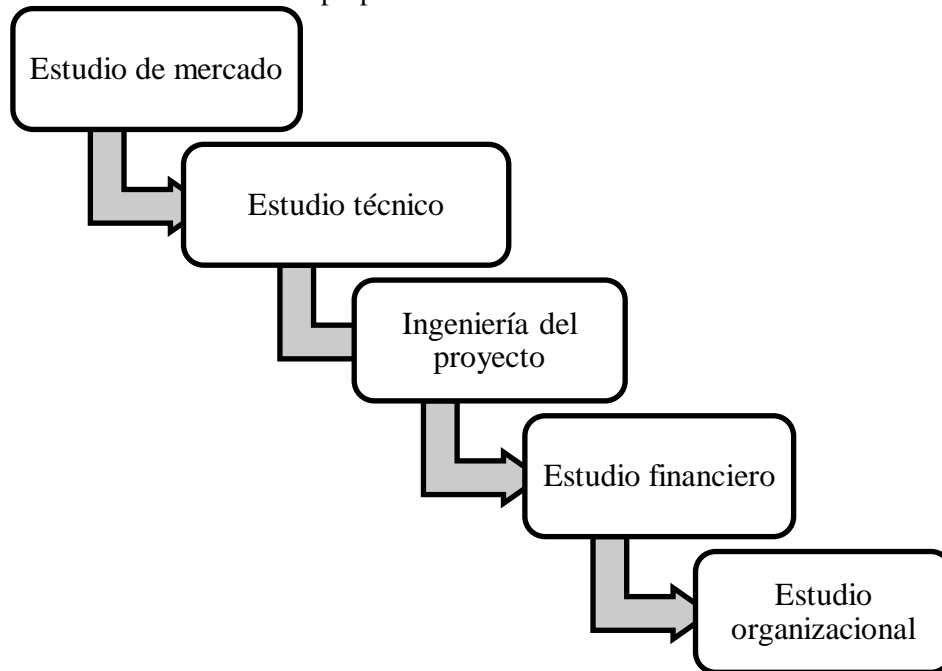 Estudio de mercado
Estudio técnico
Ingeniería del
proyecto
Estudio financiero
Estudio
organizacional